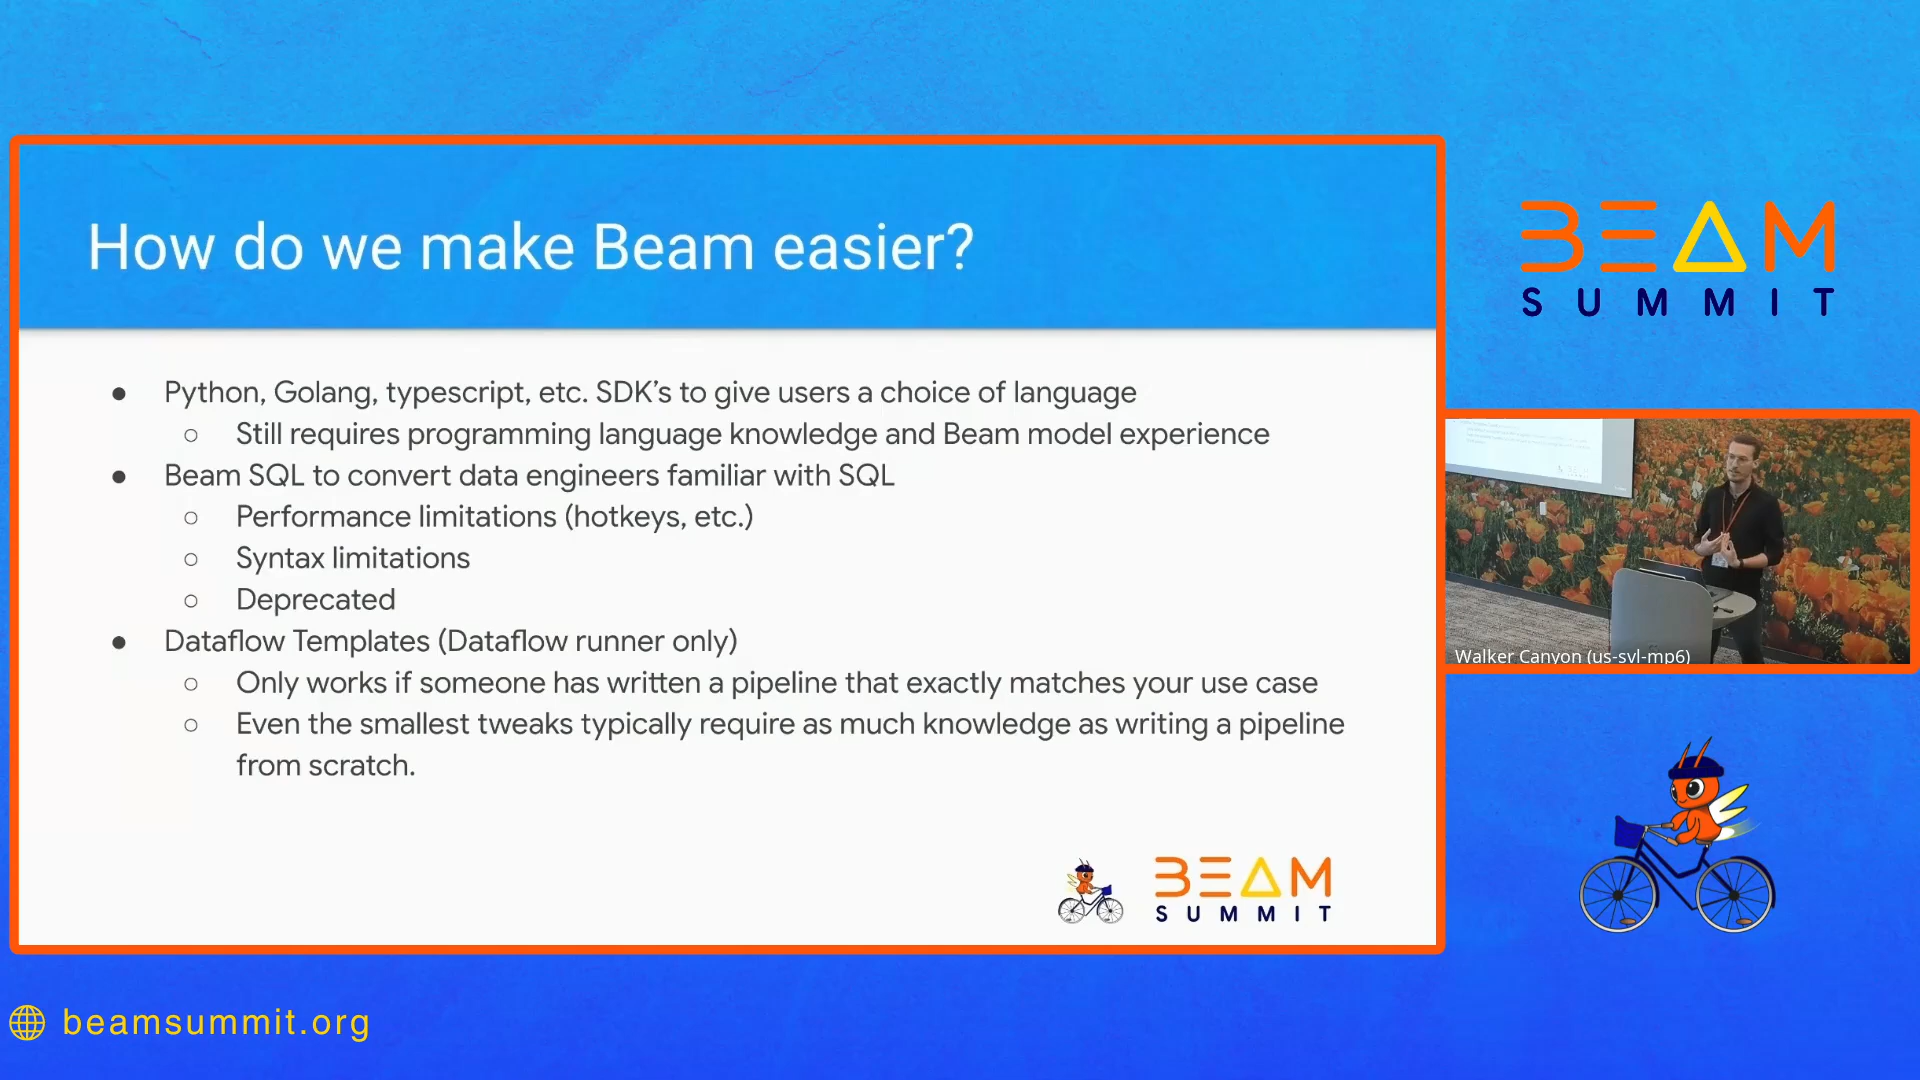 How do we make Beam easier?
● Python, Golang, typescript, etc. SDK’s to give users a choice of language
○ Still requires programming language knowledge and Beam model experience
● Beam SQL to convert data engineers familiar with SQL
○ Performance limitations (hotkeys, etc.)
○ Syntax limitations
○ Deprecated
● Dataflow Templates (Dataflow runner only)
○ Only works if someone has written a pipeline that exactly matches your use case
○ Even the smallest tweaks typically require as much knowledge as writing a pipeline
from scratch.
BEAM
SUMMIT
BEAM
SUMMIT
Walker Canyon (us-svl-mp6)
beamsummit.org